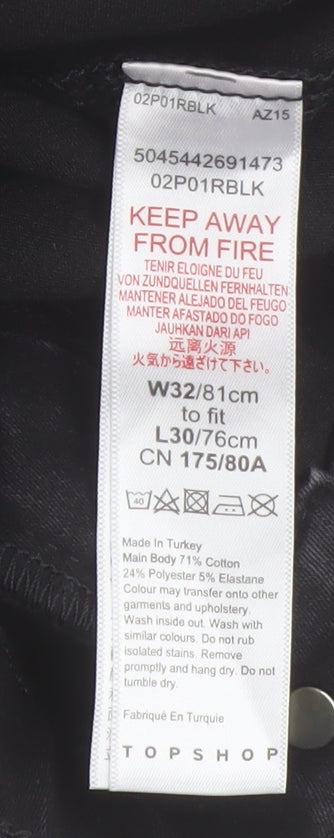 02P01RBLK AZ15
5045442691473
02P01RBLK
KEEP AWAY
FROM FIRE
TENIR ELOIGNE DU FEU
VON ZUNDQUELLEN FERNHALTEN
MANTENER ALEJADO DEL FEUGO
MANTER AFASTADO DO FOGO
JAUHKAN DARI API
远离火源
火気から遠ざけて下さい。
W32/81cm
to fit
L30/76cm
CN 175/80A
40
Made In Turkey
Main Body 71% Cotton
24% Polyester 5% Elastane
Colour may transfer onto other
garments and upholstery.
Wash inside out. Wash with
similar colours. Do not rub
isolated stains. Remove
promptly and hang dry. Do not
tumble dry.
Fabriqué En Turquie
TOPSHOP